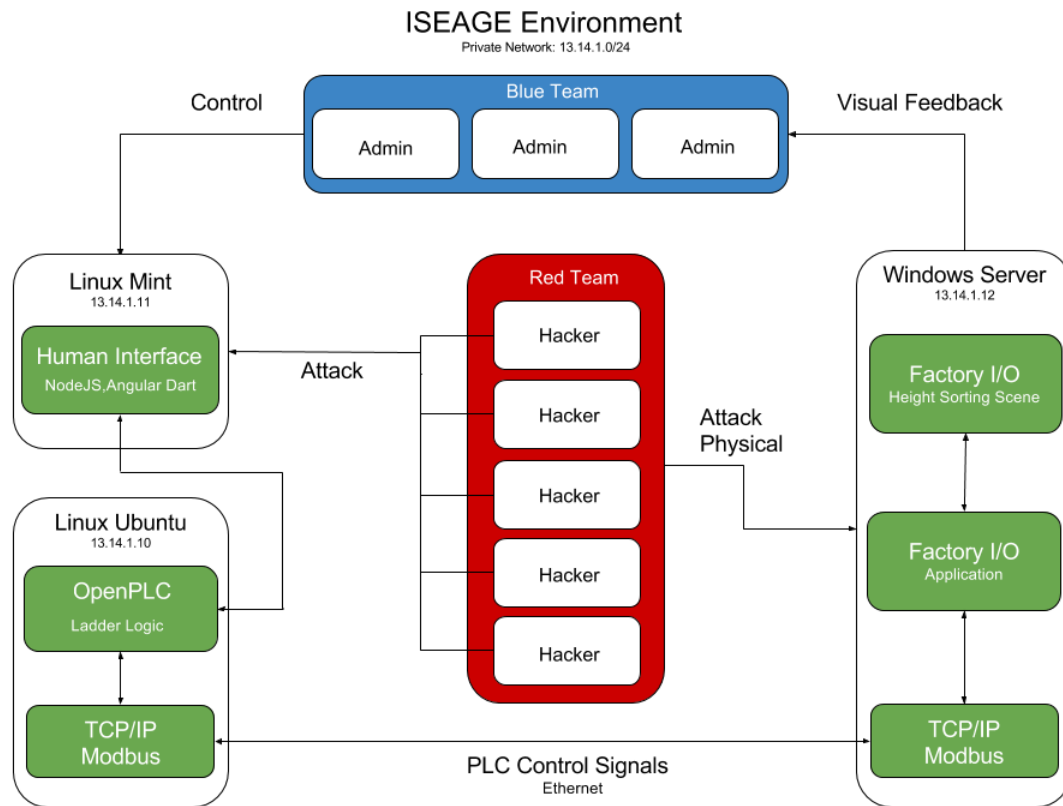 ISEAGE Environment
Private Network: 13.14.1.0/24
Control
Blue Team
Visual Feedback
Admin
Admin
Admin
Linux Mint
13.14.1.11
Human Interface
NodeJS,Angular Dart
Attack
Red Team
Hacker
Hacker
Hacker
Hacker
Hacker
Attack
Physical
Windows Server
13.14.1.12
Factory I/O
Height Sorting Scene
Factory I/O
Application
TCP/IP
Modbus
Linux Ubuntu
13.14.1.10
OpenPLC
Ladder Logic
TCP/IP
Modbus
PLC Control Signals
Ethernet